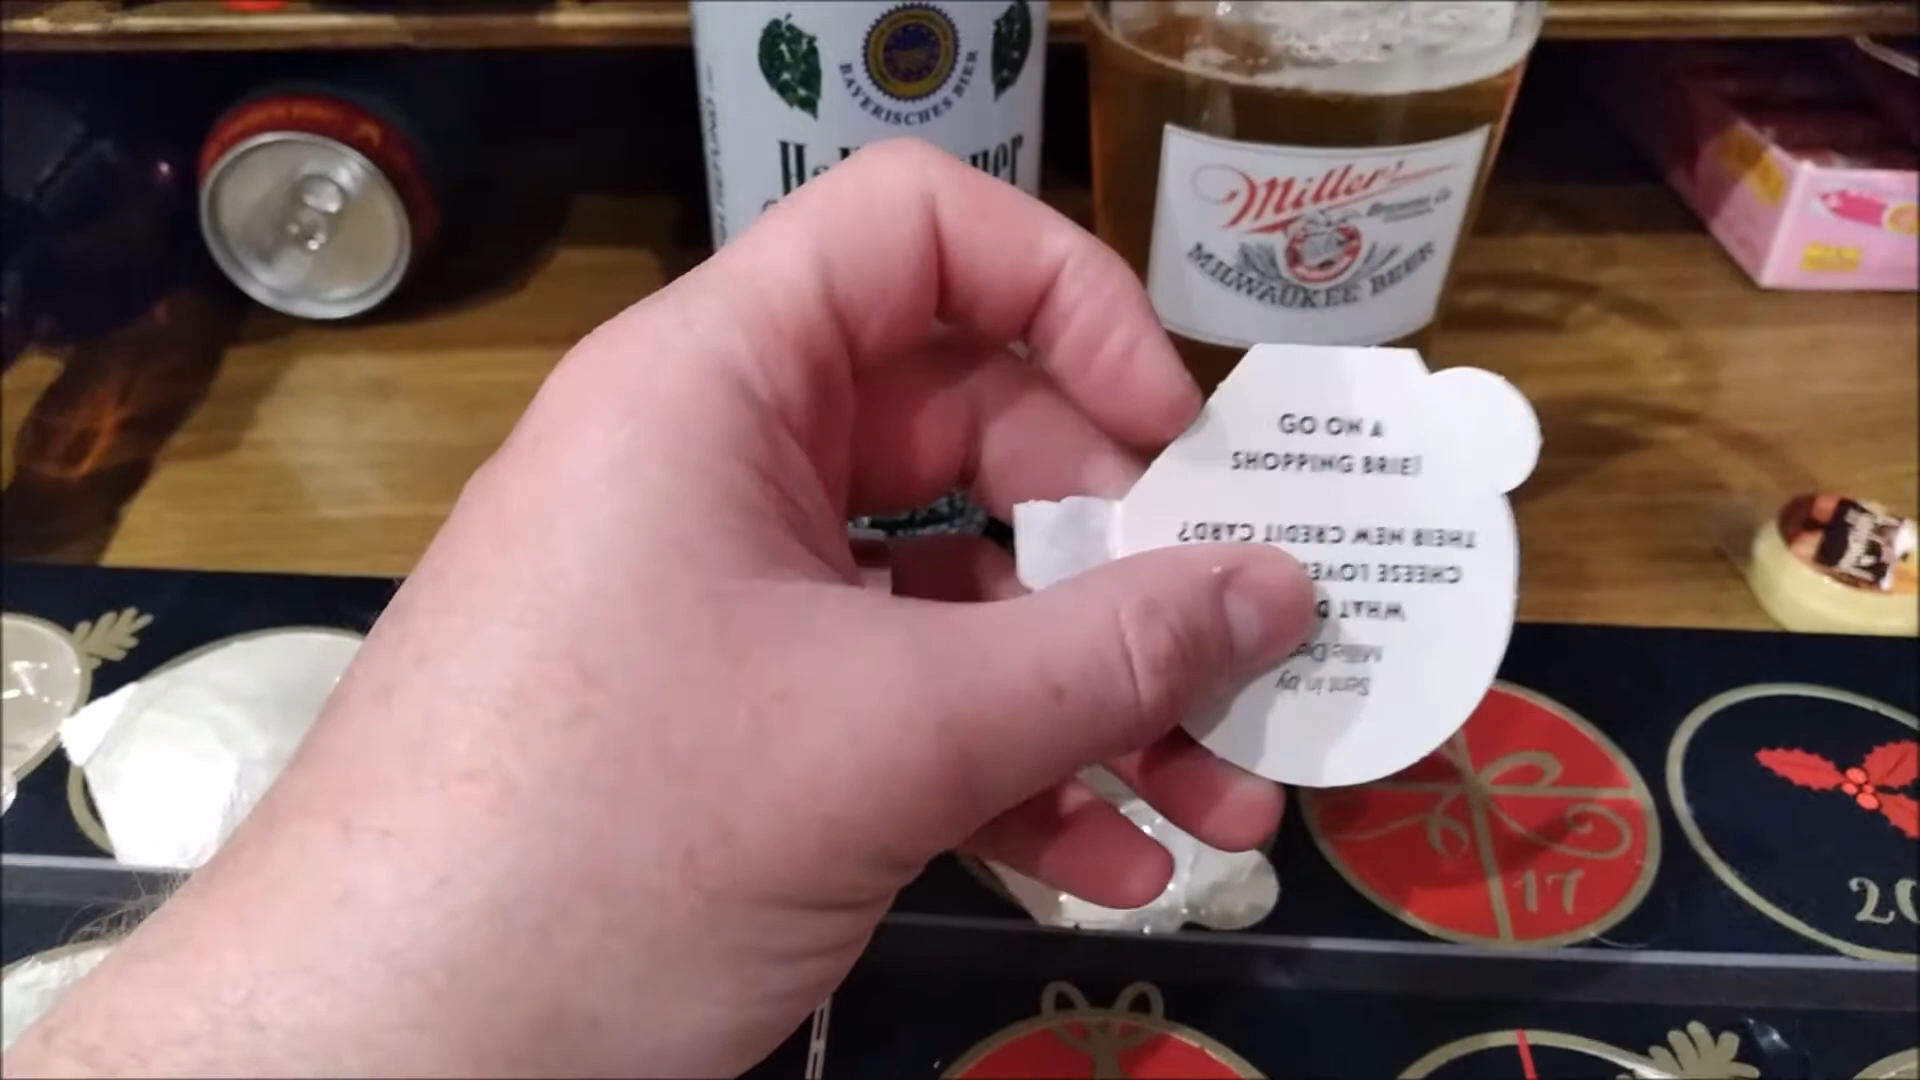 BAYERISCHES BIER
Miller
Brewing Co
MILWAUKEE BEER
GO ON A
SHOPPING BRIE!
Sent in by
Millie
WHAT
CHEESE
THEIR NEW CREDIT CARD?
17